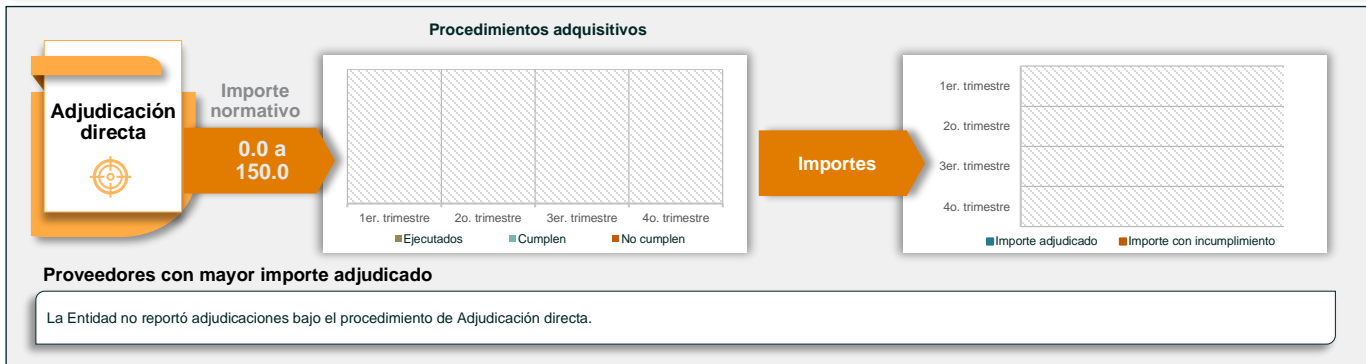 Procedimientos adquisitivos
Adjudicación
directa
Importe
normativo
0.0 a
150.0
1er. trimestre 2o. trimestre 3er. trimestre 4o. trimestre
Ejecutados Cumplen No cumplen
Importes
1er. trimestre
2o. trimestre
3er. trimestre
4o. trimestre
Importe adjudicado Importe con incumplimiento
Proveedores con mayor importe adjudicado
La Entidad no reportó adjudicaciones bajo el procedimiento de Adjudicación directa.